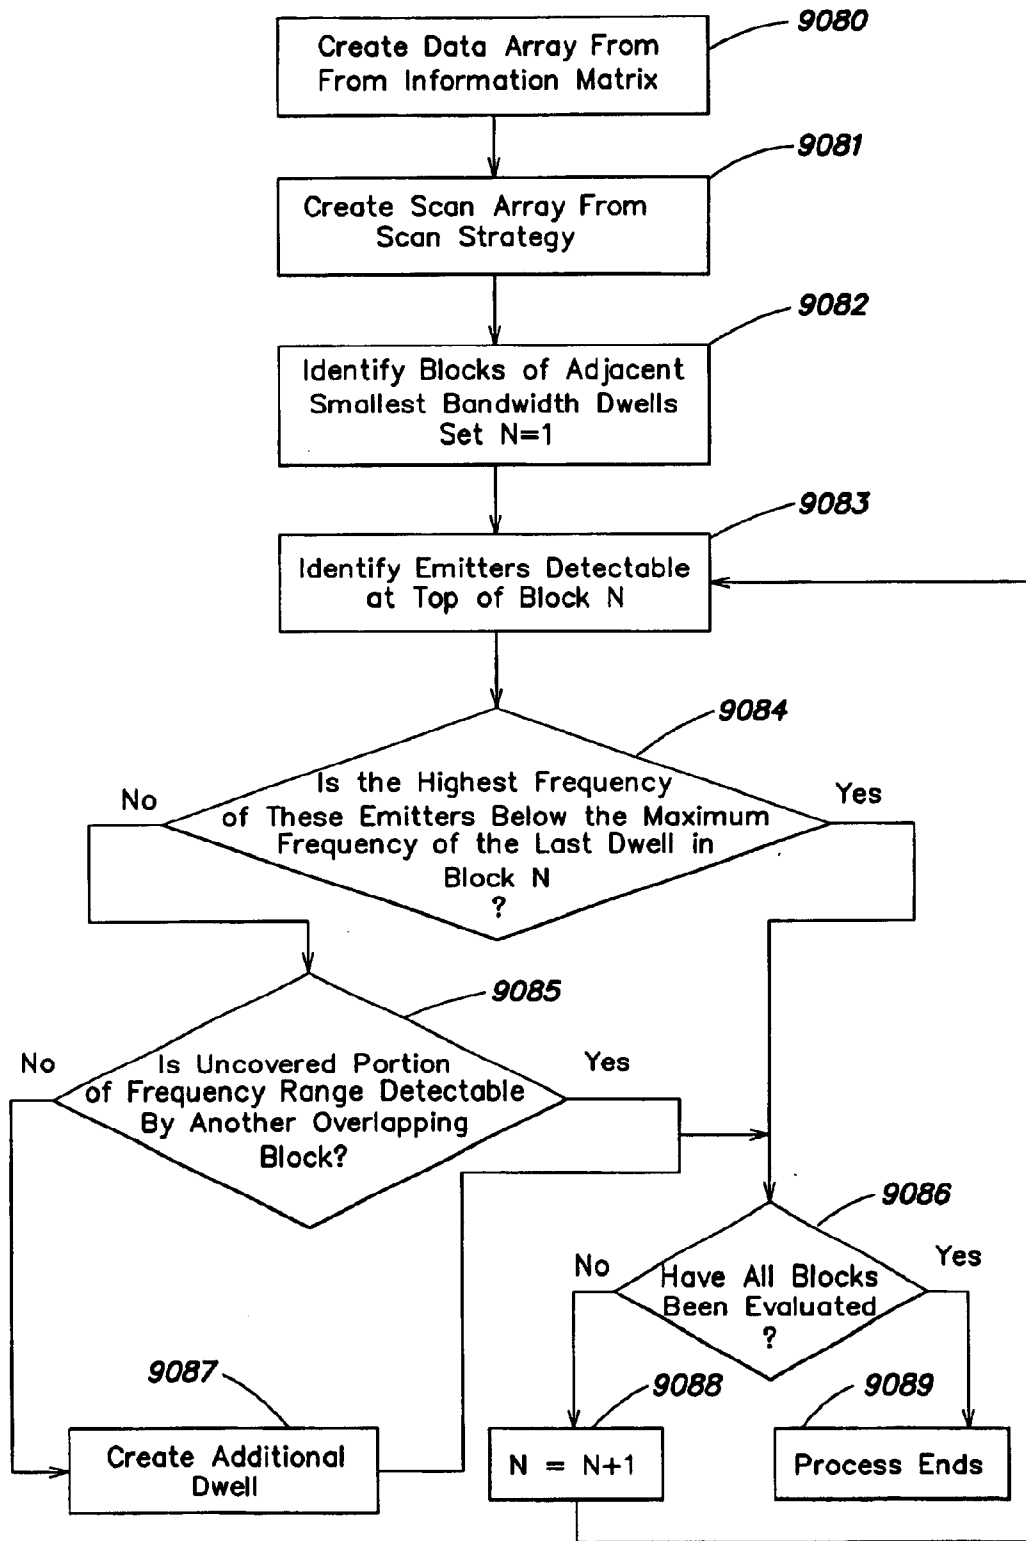 9080
Create Data Array From
From Information Matrix
9081
Create Scan Array From
Scan Strategy
9082
Identify Blocks of Adjacent
Smallest Bandwidth Dwells
Set N=1
9083
Identify Emitters Detectable
at Top of Block N
9084
No
Yes
Is the Highest Frequency
of These Emitters Below the Maximum
Frequency of the Last Dwell in
Block N
?
9085
No
Yes
Is Uncovered Portion
of Frequency Range Detectable
By Another Overlapping
Block?
9086
No
Yes
Have All Blocks
Been Evaluated
?
9087
Create Additional
Dwell
9088
N = N+1
9089
Process Ends